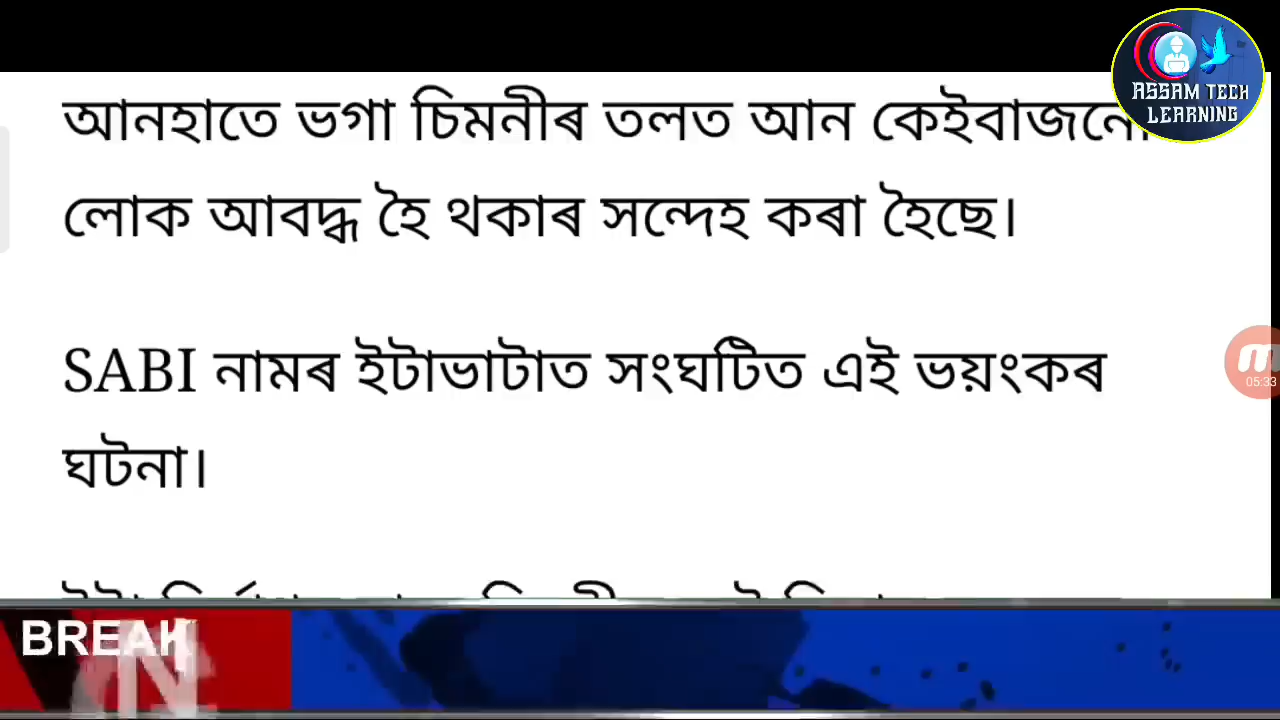 আনহাতে ভগা চিমনীৰ তলত আন কেইবাজনো
লোক আবদ্ধ হৈ থকাৰ সন্দেহ কৰা হৈছে।
SABI নামৰ ইটাভাটাত সংঘটিত এই ভয়ংকৰ
ঘটনা।
ASSAM TECH
LEARNING
05:33
BREAK
N